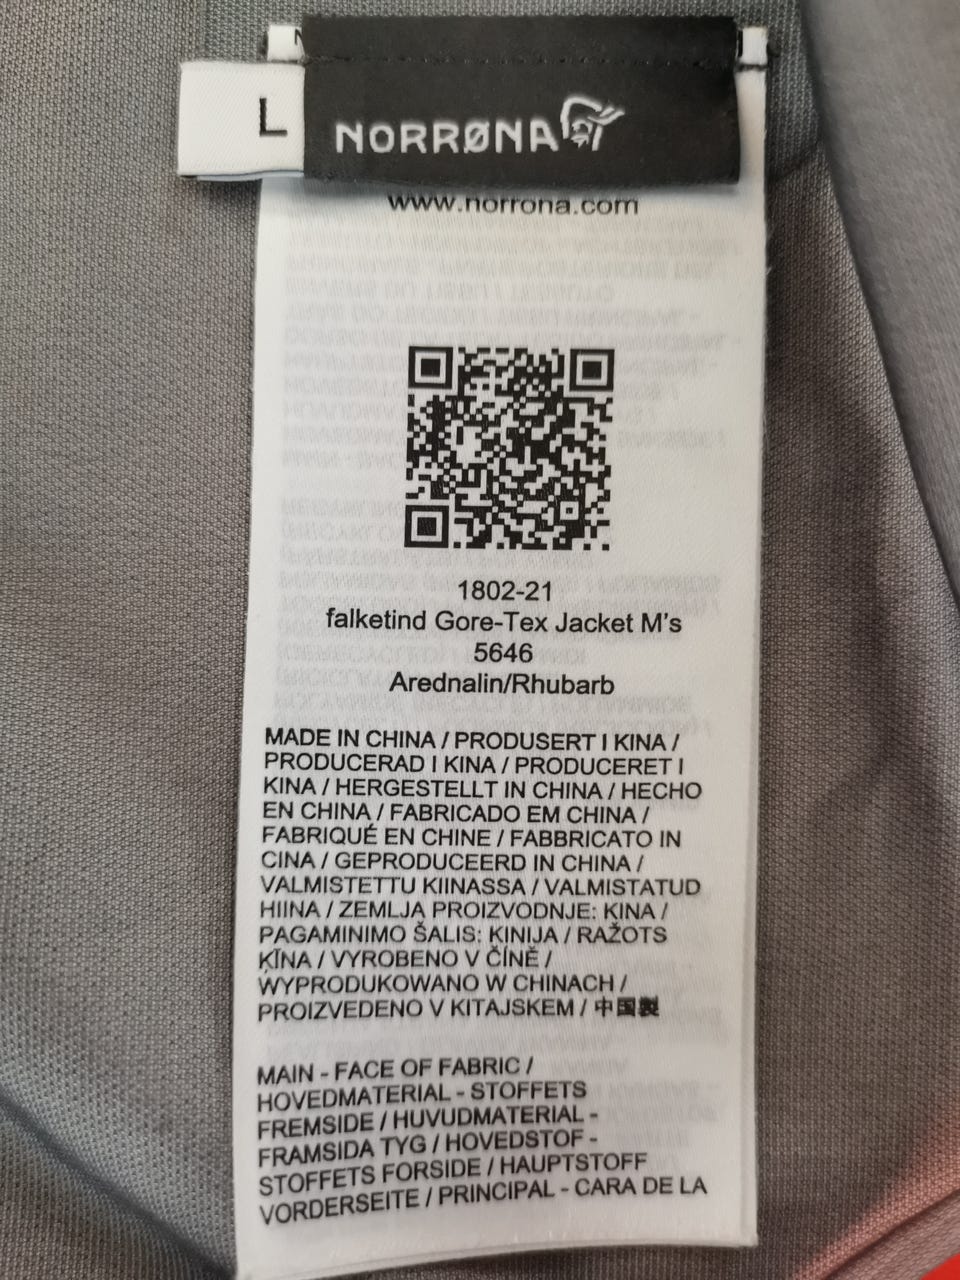 L
NORRØNA
www.norrona.com
1802-21
falketind Gore-Tex Jacket M's
5646
Arednalin/Rhubarb
MADE IN CHINA / PRODUSERT I KINA /
PRODUCERAD I KINA / PRODUCERET I
KINA / HERGESTELLT IN CHINA / HECHO
EN CHINA / FABRICADO EM CHINA /
FABRIQUÉ EN CHINE / FABBRICATO IN
CINA / GEPRODUCEERD IN CHINA /
VALMISTETTU KIINASSA / VALMISTATUD
HIINA / ZEMLJA PROIZVODNJE: KINA /
PAGAMINIMO ŠALIS: KINIJA / RAŽOTS
ĶĪNA / VYROBENO V ČÍNĚ /
WYPRODUKOWANO W CHINACH /
PROIZVEDENO V KITAJSKEM / 中国製
MAIN - FACE OF FABRIC /
HOVEDMATERIAL - STOFFETS
FREMSIDE / HUVUDMATERIAL -
FRAMSIDA TYG / HOVEDSTOF -
STOFFETS FORSIDE / HAUPTSTOFF
VORDERSEITE / PRINCIPAL - CARA DE LA